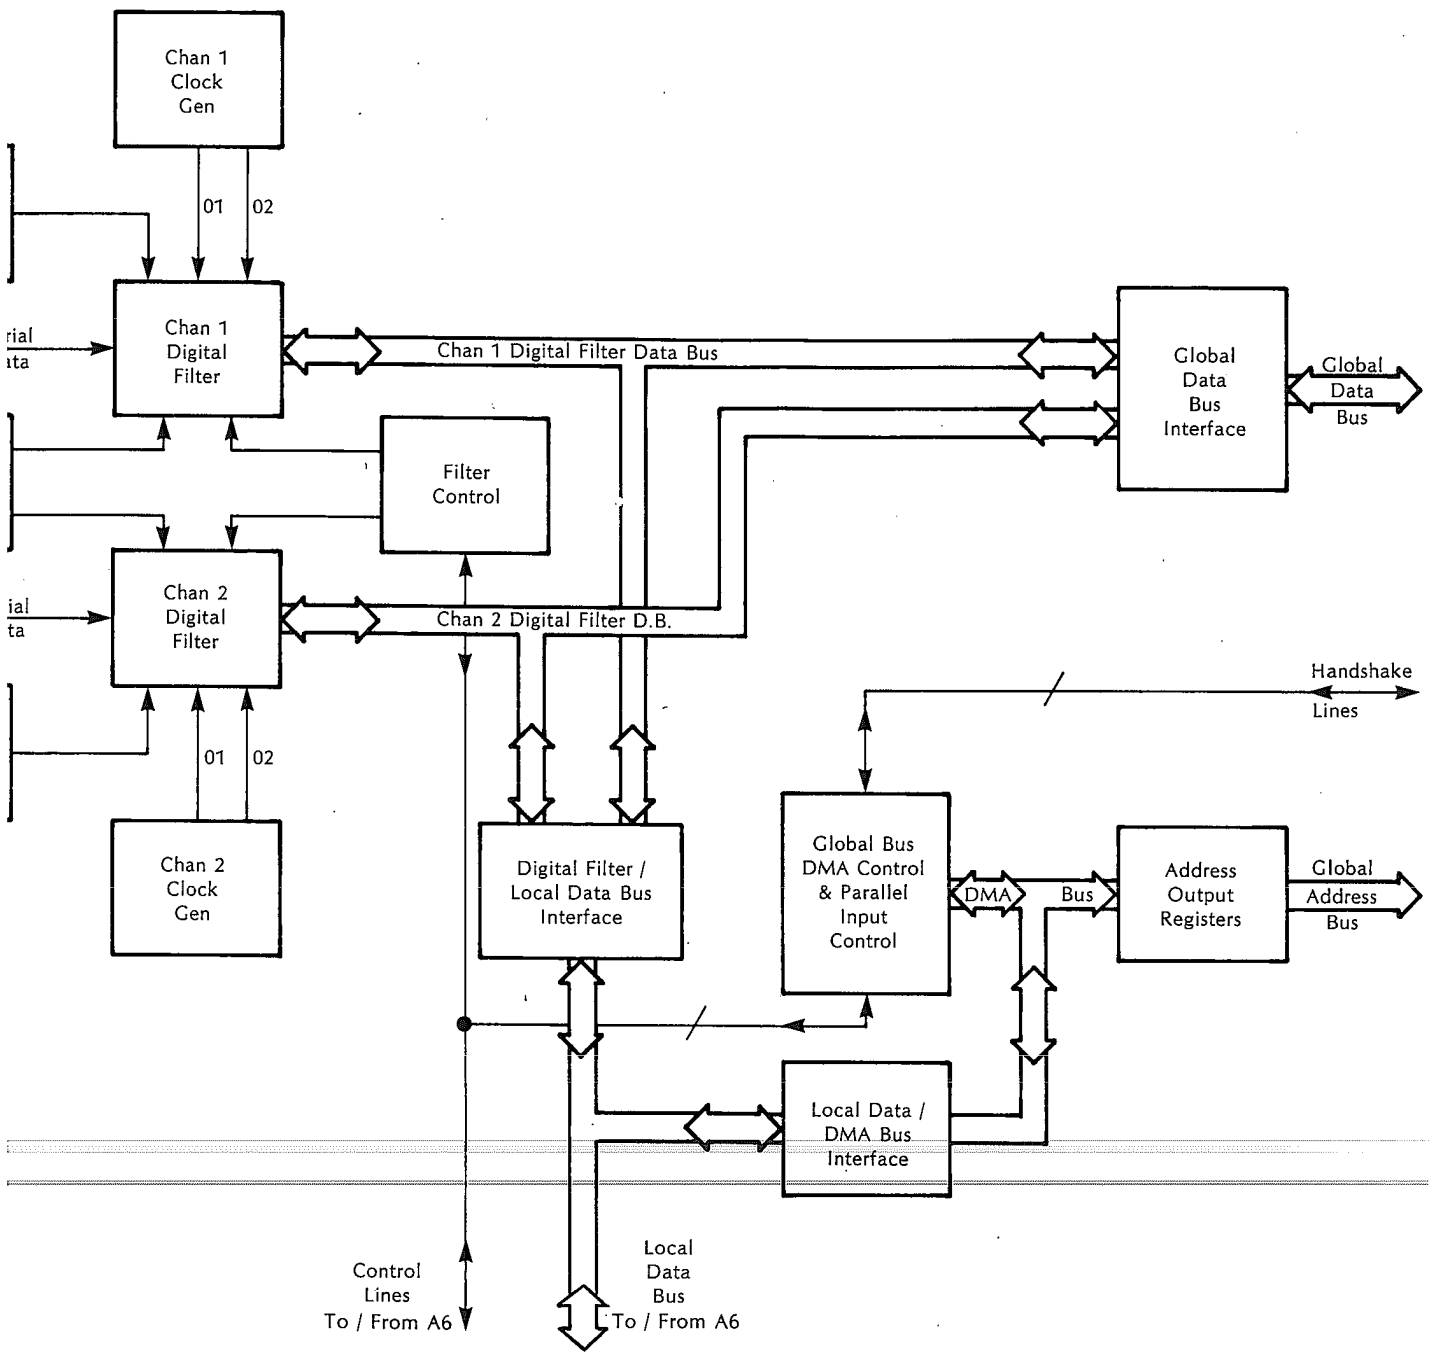 Chan 1
Clock
Gen
01 02
rial
ata
Chan 1
Digital
Filter
Chan 1 Digital Filter Data Bus
Global
Data
Bus
Interface
Global
Data
Bus
Filter
Control
ial
ta
Chan 2
Digital
Filter
Chan 2 Digital Filter D.B.
Handshake
Lines
01 02
Chan 2
Clock
Gen
Digital Filter /
Local Data Bus
Interface
Global Bus
DMA Control
& Parallel
Input
Control
DMA
Bus
Address
Output
Registers
Global
Address
Bus
Local Data /
DMA Bus
Interface
Control
Lines
To / From A6
Local
Data
Bus
To / From A6